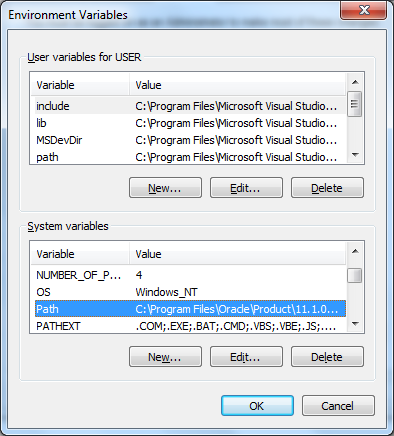 Environment Variables
User variables for USER
Variable Value
include C:\Program Files\Microsoft Visual Studio...
lib C:\Program Files\Microsoft Visual Studio...
MSDevDir C:\Program Files\Microsoft Visual Studio...
path C:\Program Files\Microsoft Visual Studio...
New... Edit... Delete
System variables
Variable Value
NUMBER_OF_P... 4
OS Windows_NT
Path C:\Program Files\Oracle\Product\11.1.0...
PATHEXT .COM;.EXE;.BAT;.CMD;.VBS;.VBE;.JS;....
New... Edit... Delete
OK Cancel